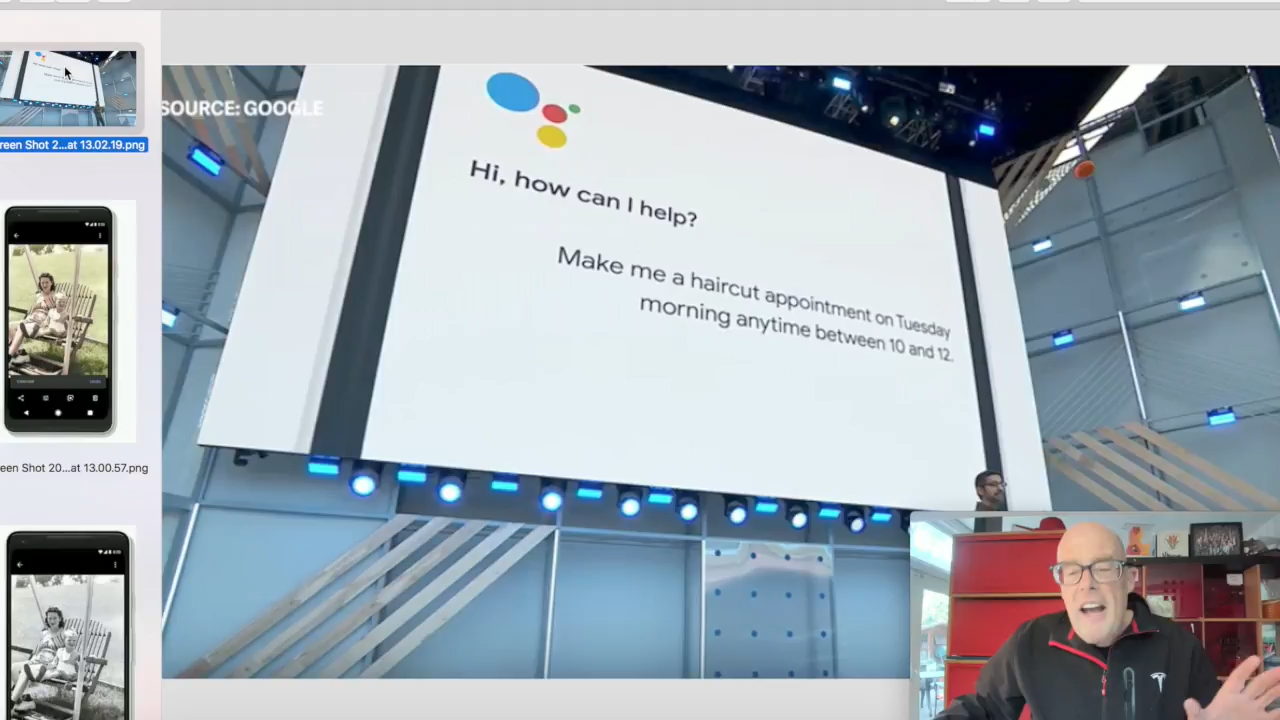 reen Shot 2...at 13.02.19.png
een Shot 20...at 13.00.57.png
SOURCE: GOOGLE
Hi, how can I help?
Make me a haircut appointment on Tuesday
morning anytime between 10 and 12.